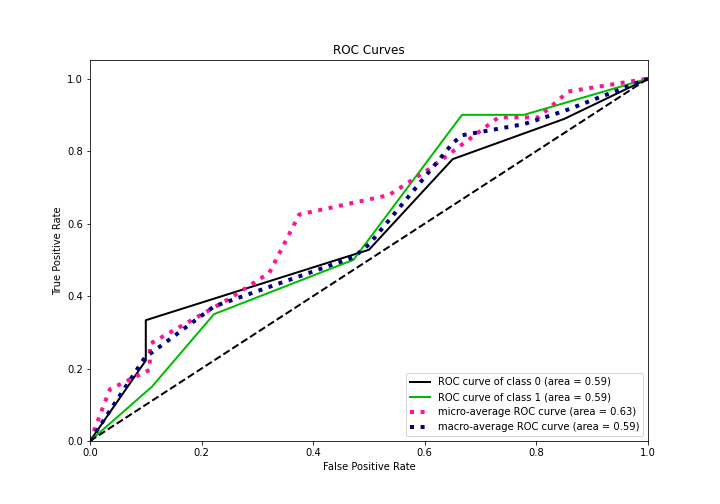 ROC Curves
True Positive Rate
1.0
0.8
0.6
0.4
0.2
0.0
ROC curve of class 0 (area = 0.59)
ROC curve of class 1 (area = 0.59)
micro-average ROC curve (area = 0.63)
macro-average ROC curve (area = 0.59)
0.0 0.2 0.4 0.6 0.8 1.0
False Positive Rate